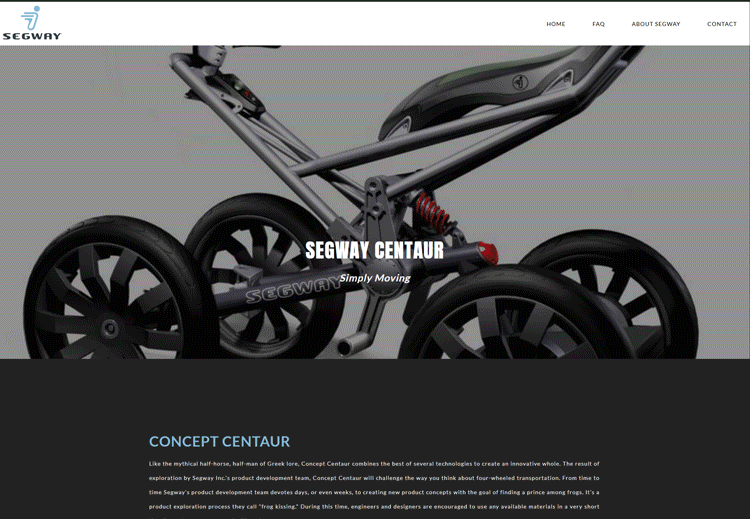 SEGWAY
HOME FAQ ABOUT SEGWAY CONTACT
SEGWAY CENTAUR
Simply Moving
SEGWAY
CONCEPT CENTAUR
Like the mythical half-horse, half-man of Greek lore, Concept Centaur combines the best of several technologies to create an innovative whole. The result of
exploration by Segway Inc.'s product development team, Concept Centaur will challenge the way you think about four-wheeled transportation. From time to
time Segway's product development team devotes days, or even weeks, to creating new product concepts with the goal of finding a prince among frogs. It's a
product exploration process they call "frog kissing." During this time, engineers and designers are encouraged to use any available materials in a very short